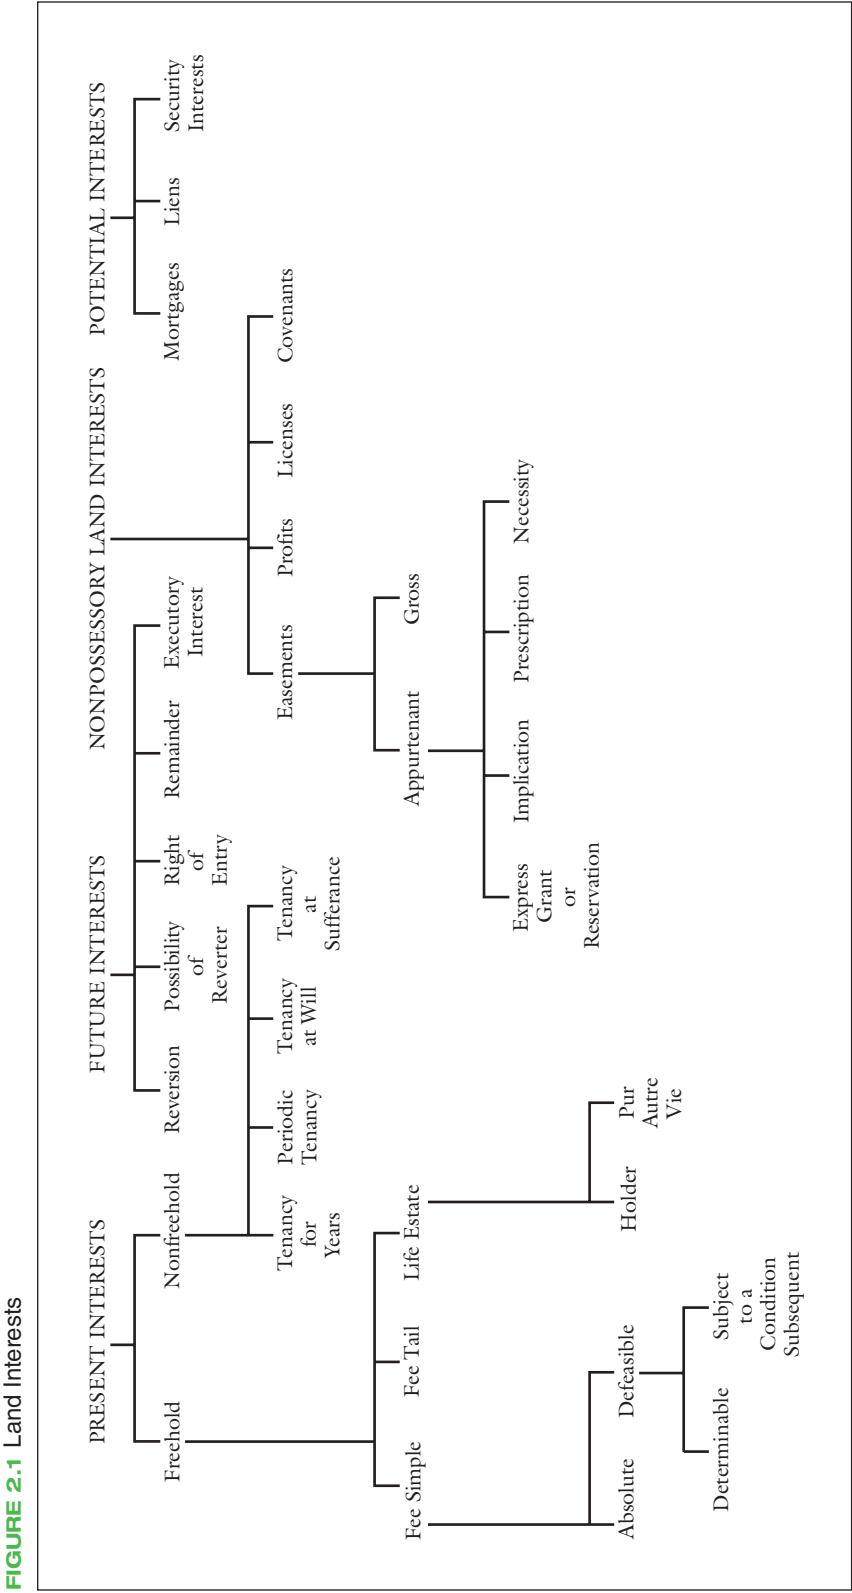 FIGURE 2.1 Land Interests
PRESENT INTERESTS
FUTURE INTERESTS
NONPOSSESSORY LAND INTERESTS
POTENTIAL INTERESTS
Freehold
Nonfreehold
Reversion
Possibility
of
Reverter
Right
of
Entry
Remainder
Executory
Interest
Mortgages
Liens
Security
Interests
Tenancy
for
Years
Periodic
Tenancy
Tenancy
at Will
Tenancy
at
Sufferance
Easements
Profits
Licenses
Covenants
Fee Simple
Fee Tail
Life Estate
Appurtenant
Gross
Express
Grant
or
Reservation
Implication
Prescription
Necessity
Absolute
Defeasible
Holder
Pur
Autre
Vie
Determinable
Subject
to a
Condition
Subsequent